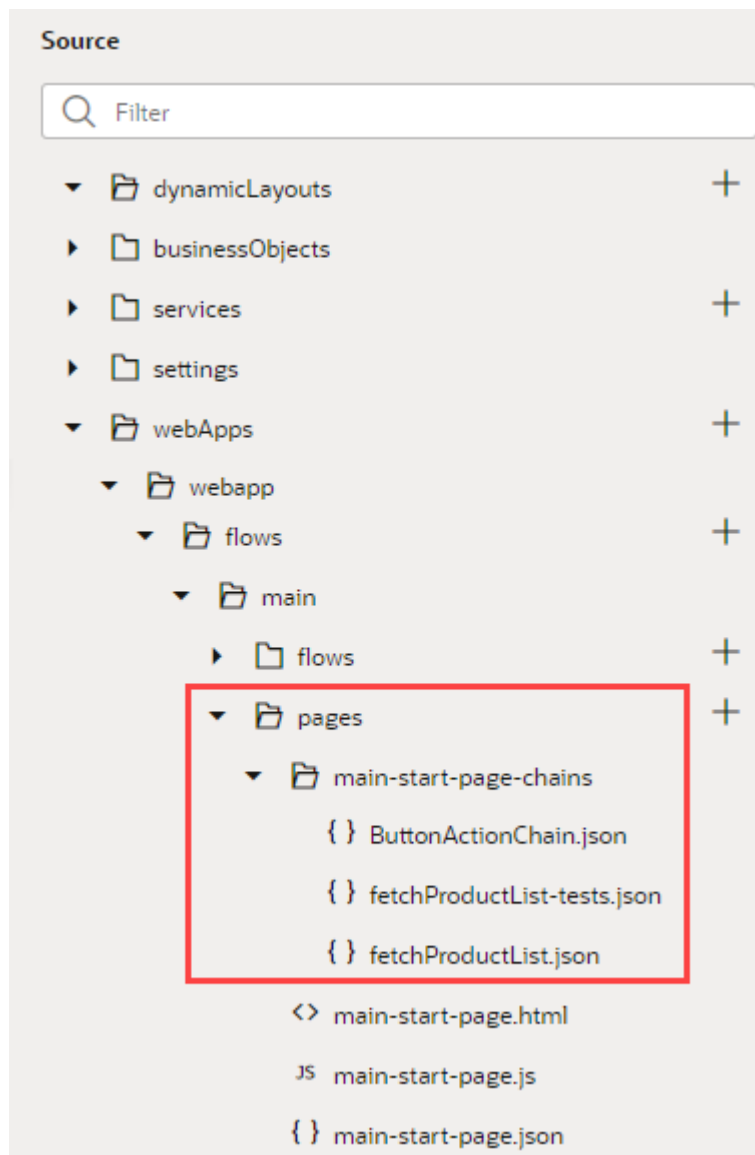 Source
Filter
dynamicLayouts
businessObjects
services
settings
webApps
webapp
flows
main
flows
pages
main-start-page-chains
{ } ButtonActionChain.json
{ } fetchProductList-tests.json
{ } fetchProductList.json
<> main-start-page.html
JS main-start-page.js
{ } main-start-page.json